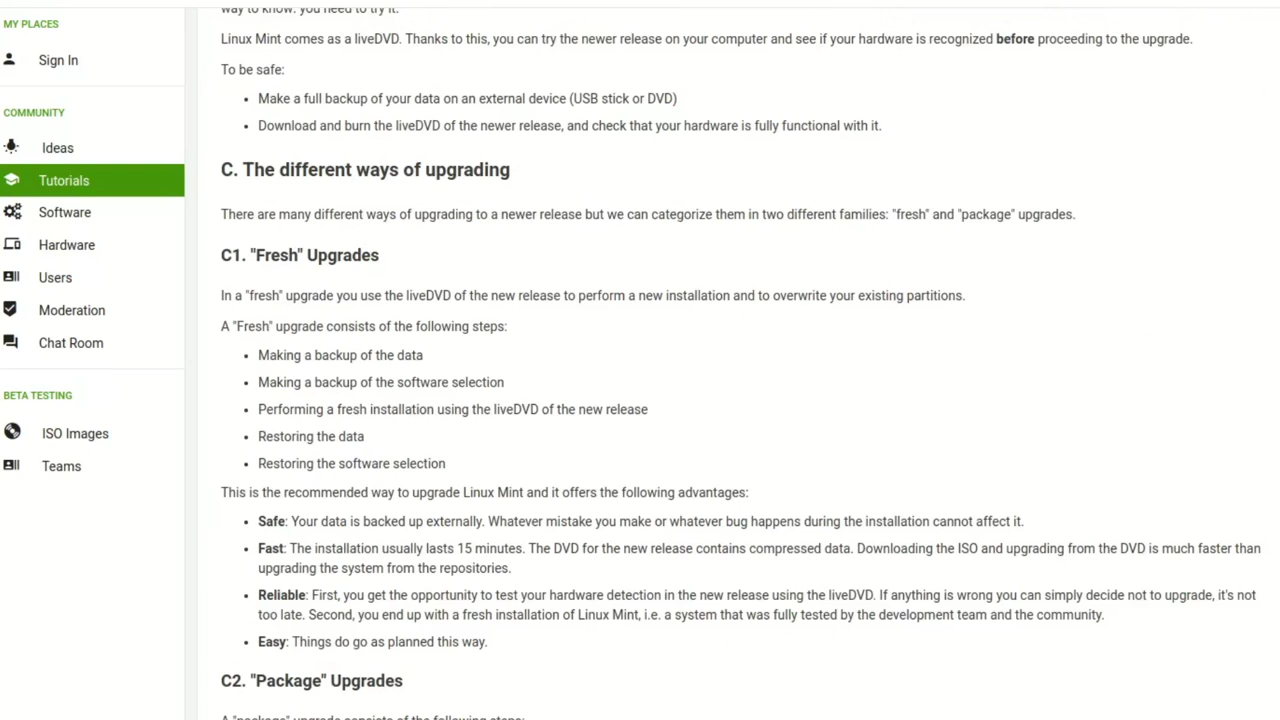 MY PLACES
Sign In
COMMUNITY
Ideas
Tutorials
Software
Hardware
Users
Moderation
Chat Room
BETA TESTING
ISO Images
Teams
way to know: you need to try it.
Linux Mint comes as a liveDVD. Thanks to this, you can try the newer release on your computer and see if your hardware is recognized before proceeding to the upgrade.
To be safe:
• Make a full backup of your data on an external device (USB stick or DVD)
• Download and burn the liveDVD of the newer release, and check that your hardware is fully functional with it.
C. The different ways of upgrading
There are many different ways of upgrading to a newer release but we can categorize them in two different families: "fresh" and "package" upgrades.
C1. "Fresh" Upgrades
In a "fresh" upgrade you use the liveDVD of the new release to perform a new installation and to overwrite your existing partitions.
A "Fresh" upgrade consists of the following steps:
• Making a backup of the data
• Making a backup of the software selection
• Performing a fresh installation using the liveDVD of the new release
• Restoring the data
• Restoring the software selection
This is the recommended way to upgrade Linux Mint and it offers the following advantages:
• Safe: Your data is backed up externally. Whatever mistake you make or whatever bug happens during the installation cannot affect it.
• Fast: The installation usually lasts 15 minutes. The DVD for the new release contains compressed data. Downloading the ISO and upgrading from the DVD is much faster than
upgrading the system from the repositories.
• Reliable: First, you get the opportunity to test your hardware detection in the new release using the liveDVD. If anything is wrong you can simply decide not to upgrade, it's not
too late. Second, you end up with a fresh installation of Linux Mint, i.e. a system that was fully tested by the development team and the community.
• Easy: Things do go as planned this way.
C2. "Package" Upgrades
A "package" upgrade consists of the following steps: